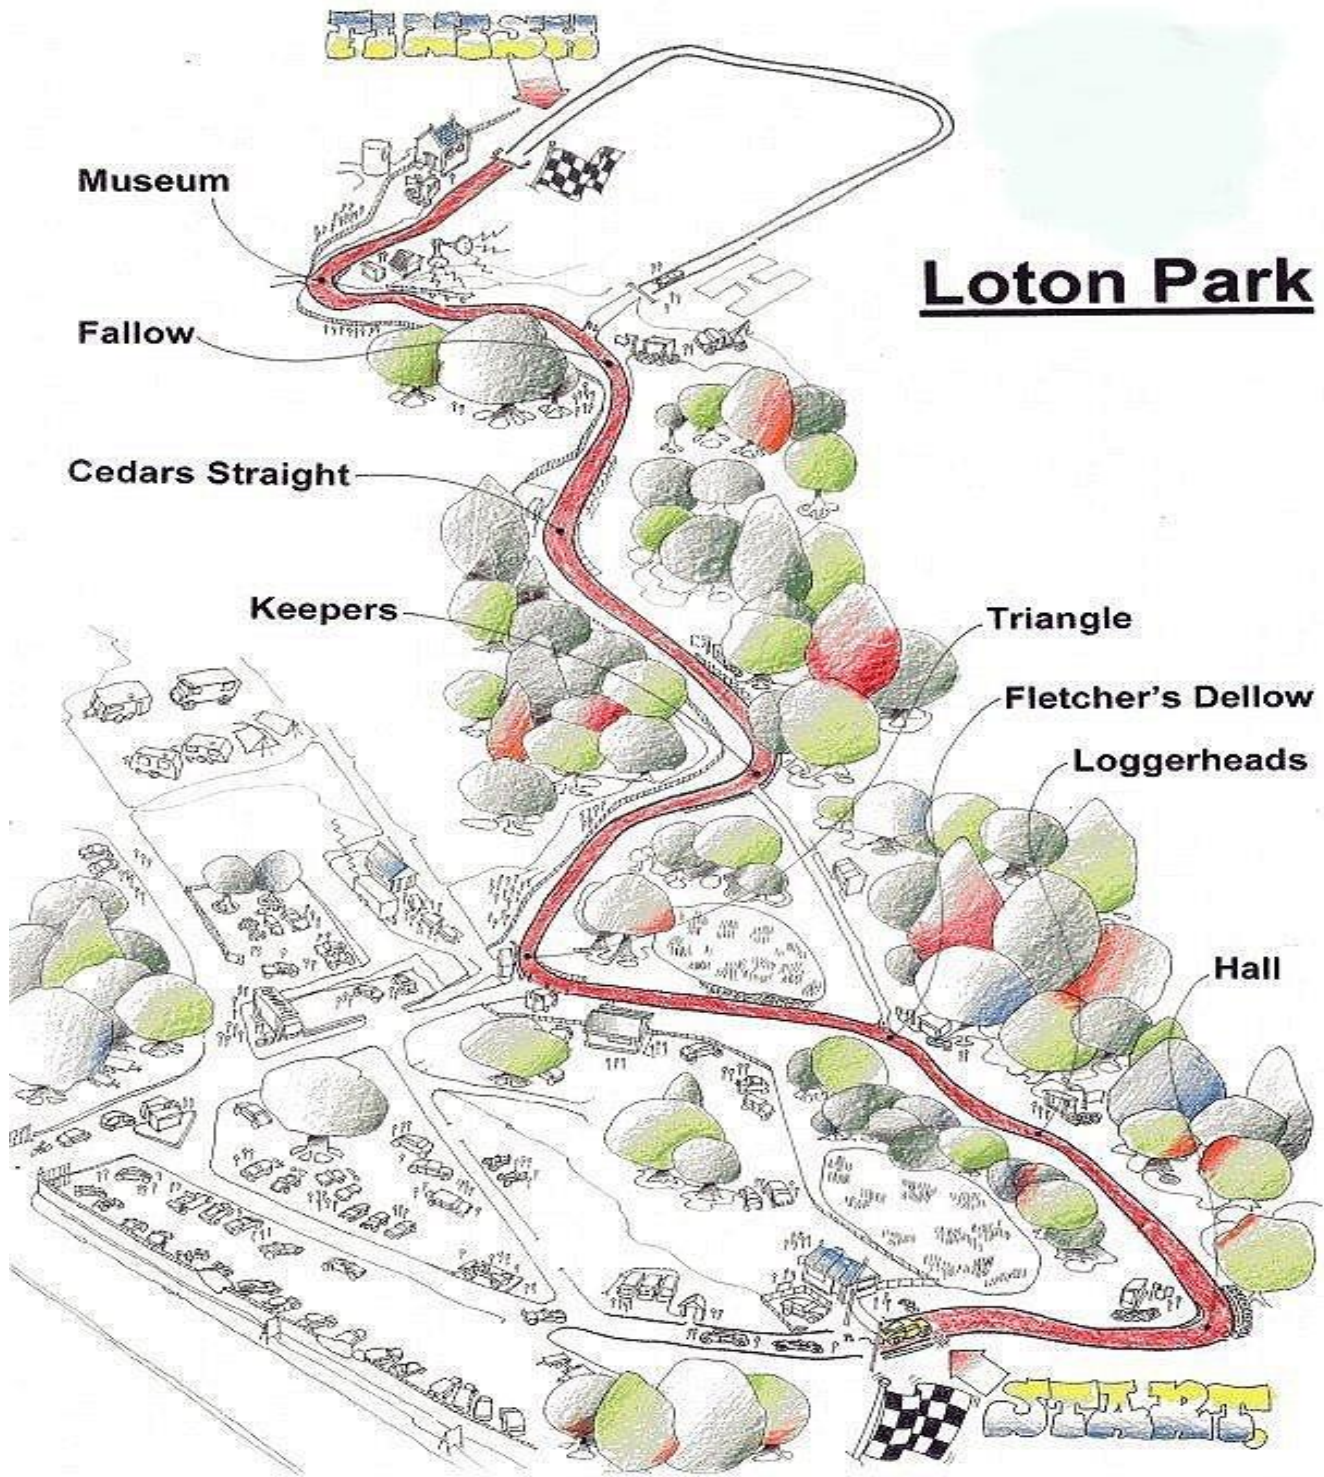 FINISH
Museum
Loton Park
Fallow
Cedars Straight
Keepers
Triangle
Fletcher's Dellow
Loggerheads
Hall
START.